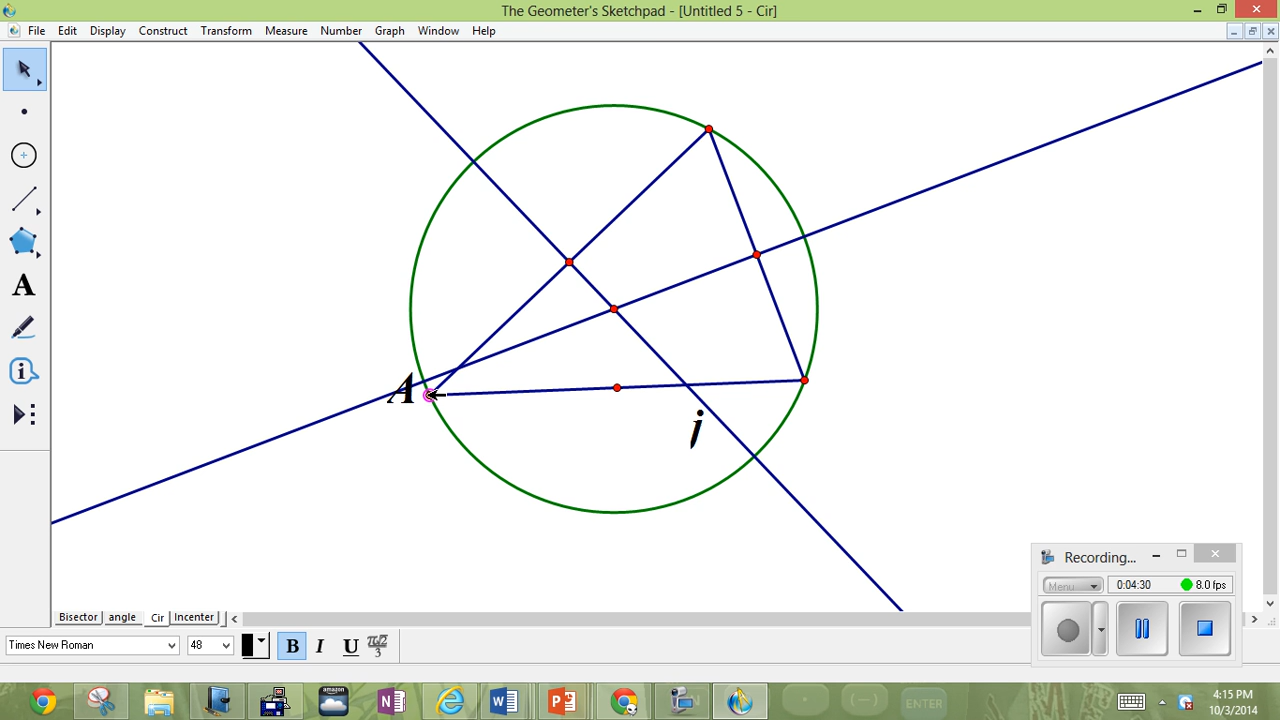 The Geometer's Sketchpad - [Untitled 5 - Cir]
File Edit Display Construct Transform Measure Number Graph Window Help
A
A
j
Recording...
Menu 0:04:30 8.0 fps
Bisector angle Cir Incenter
Times New Roman 48 B I U
amazon
ENTER
4:15 PM
10/3/2014